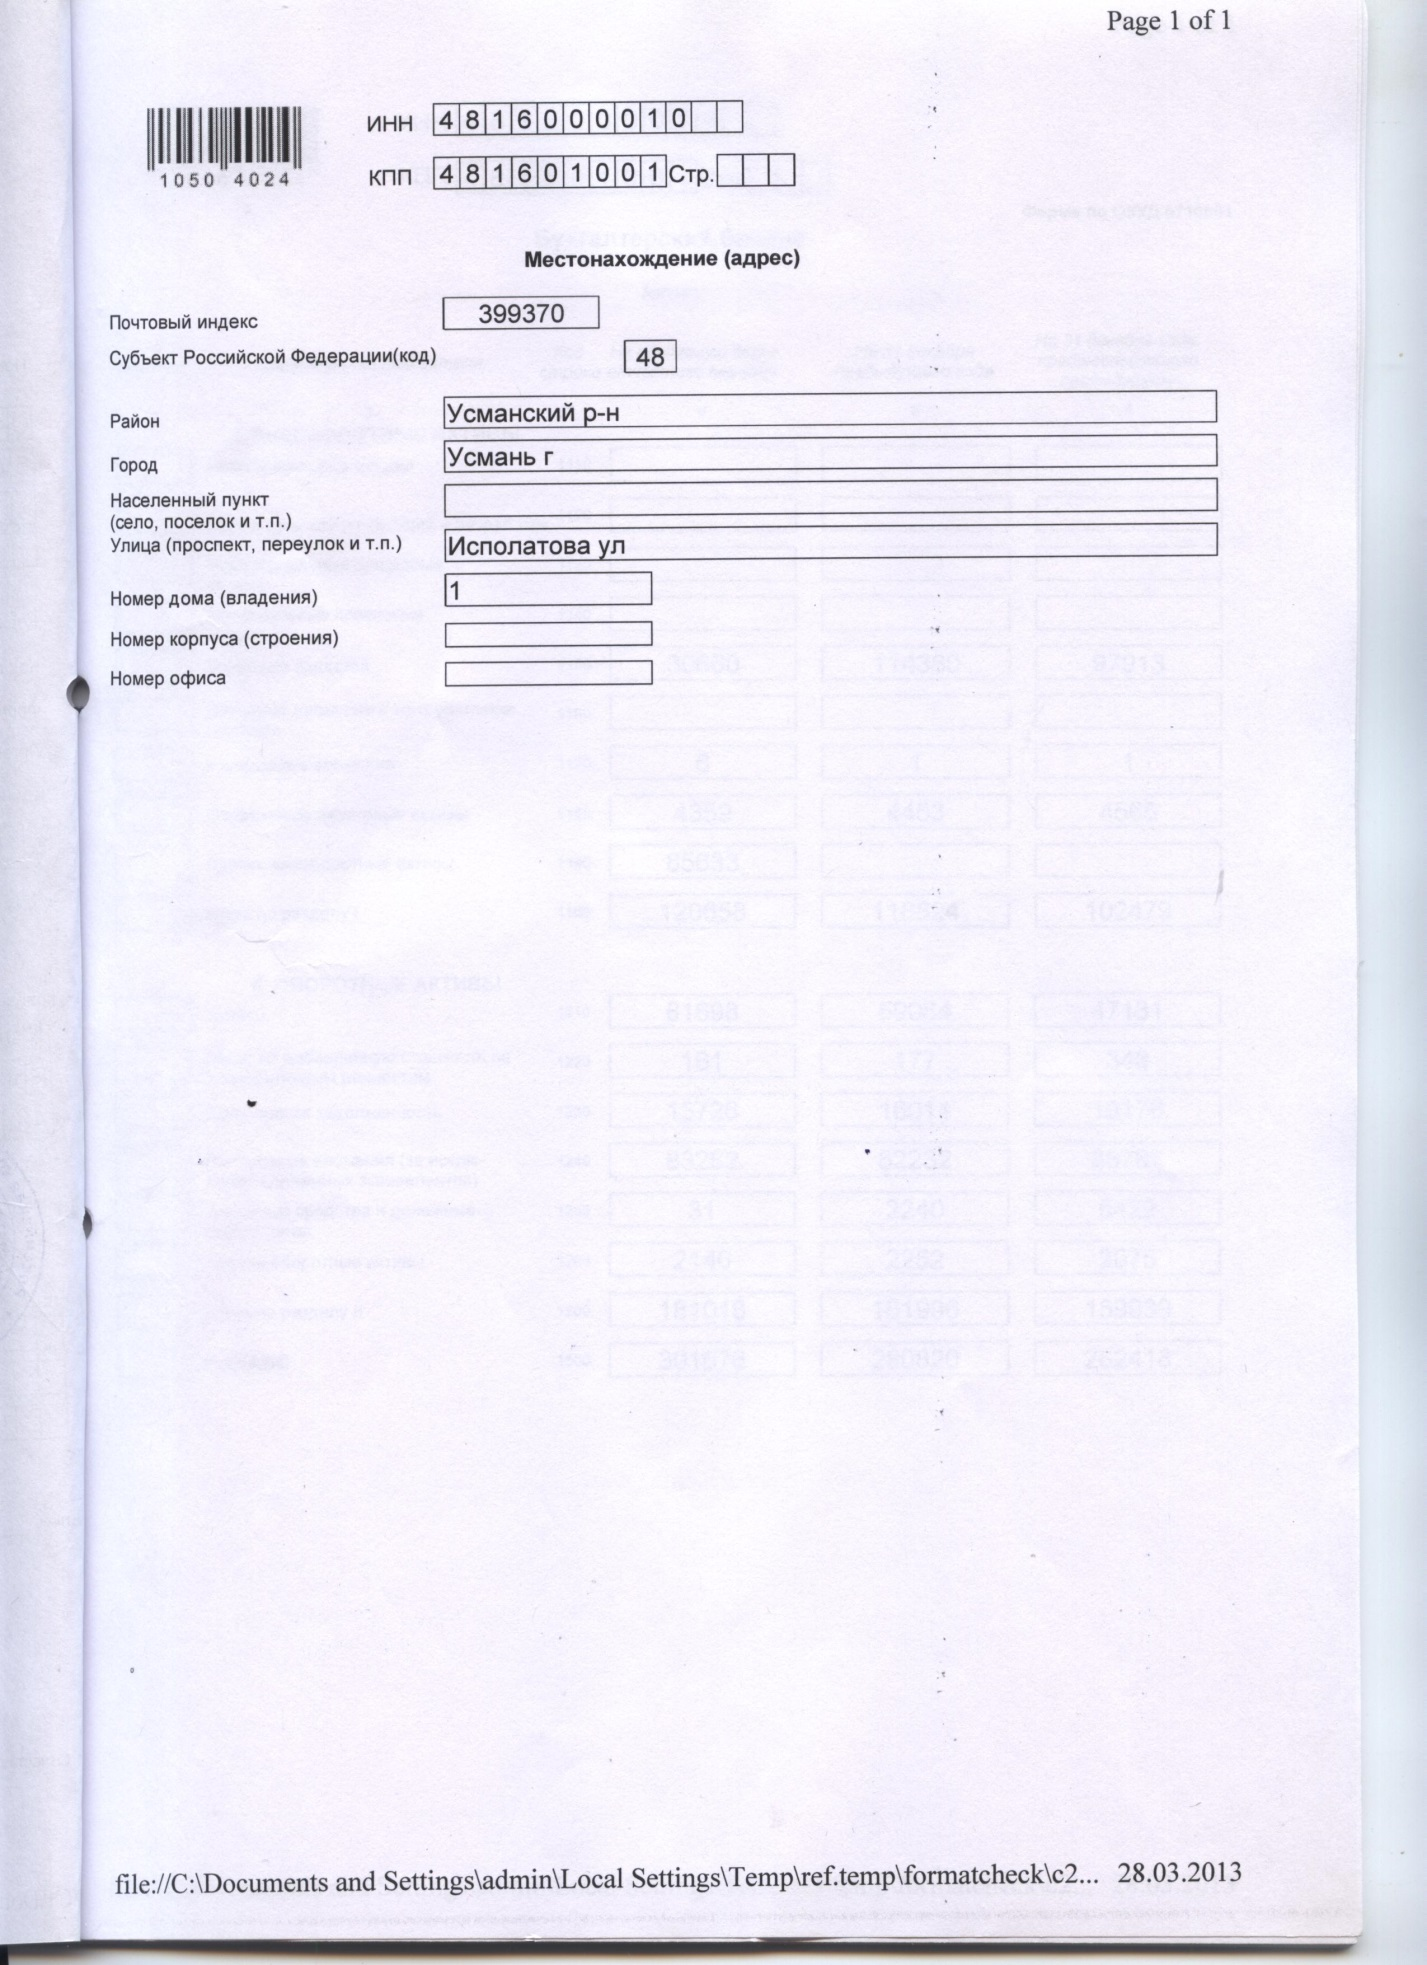 Page 1 of 1
ИНН 4816000010
1050 4024
КПП 481601001 Стр.
Местонахождение (адрес)
Почтовый индекс 399370
Субъект Российской Федерации(код) 48
Район Усманский р-н
Город Усмань г
Населенный пункт
(село, поселок и т.п.)
Улица (проспект, переулок и т.п.) Исполатова ул
Номер дома (владения) 1
Номер корпуса (строения)
Номер офиса
file://C:\Documents and Settings\admin\Local Settings\Temp\ref.temp\formatcheck\c2... 28.03.2013